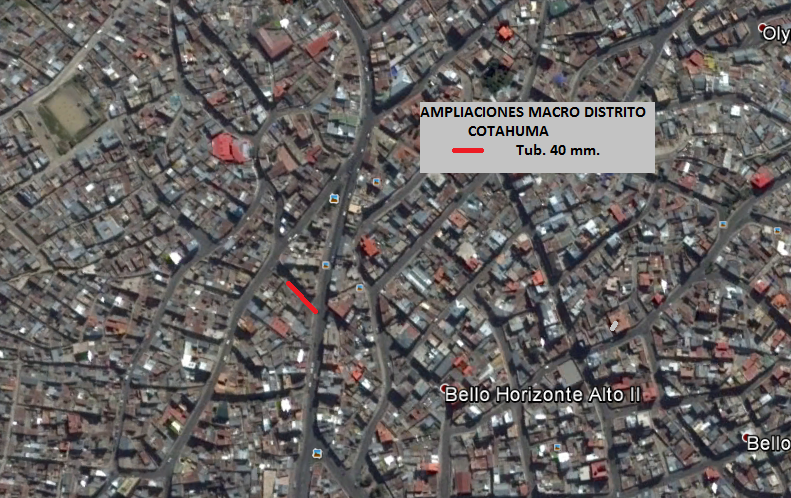 Oly
AMPLIACIONES MACRO DISTRITO
COTAHUMA
Tub. 40 mm.
Bello Horizonte Alto II
Bello